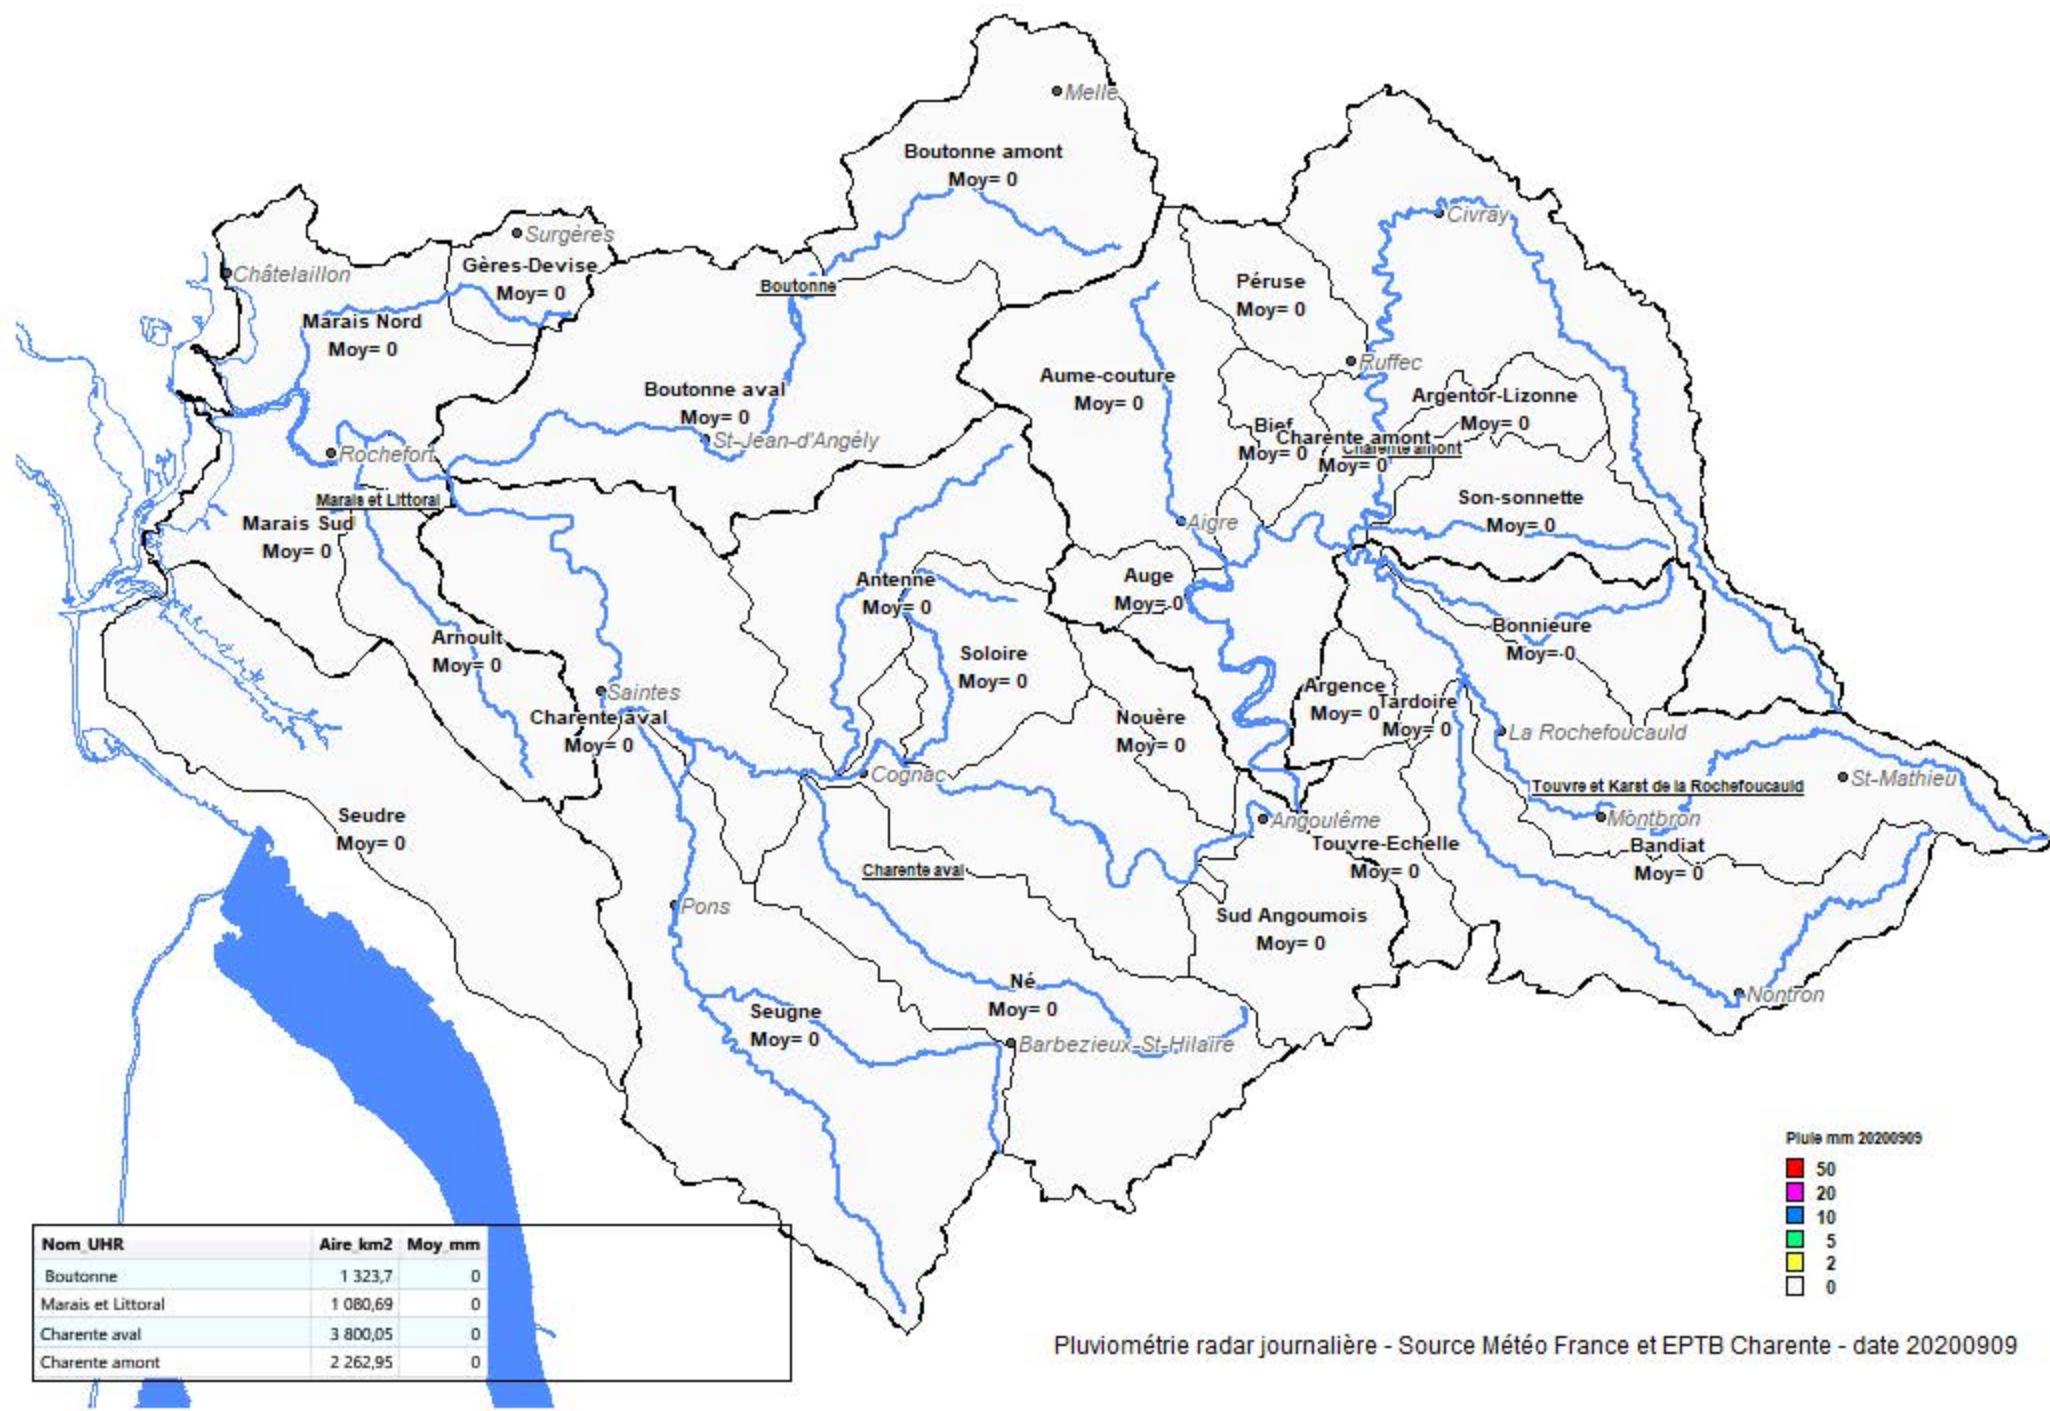 Melle
Boutonne amont
Moy= 0
Civray
Surgères
Châtelaillon
Gères-Devise
Moy= 0
Boutonne
Péruse
Moy= 0
Marais Nord
Moy= 0
Ruffec
Aume-couture
Moy= 0
Boutonne aval
Moy= 0
Argentor-Lizonne
Moy= 0
St-Jean-d'Angély
Bief
Moy= 0
Charente amont
Moy= 0
Charente amont
Rochefort
Marais et Littoral
Marais Sud
Moy= 0
Son-sonnette
Moy= 0
Aigre
Antenne
Moy= 0
Auge
Moy= 0
Bonnieure
Moy= 0
Arnoult
Moy= 0
Soloire
Moy= 0
Saintes
Argence
Moy= 0
Tardoire
Moy= 0
Charente aval
Moy= 0
Nouère
Moy= 0
La Rochefoucauld
Cognac
Touvre et Karst de la Rochefoucauld
St-Mathieu
Seudre
Moy= 0
Angoulême
Montbron
Touvre-Echelle
Moy= 0
Bandiat
Moy= 0
Charente aval
Pons
Sud Angoumois
Moy= 0
Né
Moy= 0
Nontron
Seugne
Moy= 0
Barbezieux-St-Hilaire
Pluie mm 20200909
50
20
10
5
2
0
Nom_UHR Aire_km2 Moy_mm
Boutonne 1 323,7 0
Marais et Littoral 1 080,69 0
Charente aval 3 800,05 0
Charente amont 2 262,95 0
Pluviométrie radar journalière - Source Météo France et EPTB Charente - date 20200909